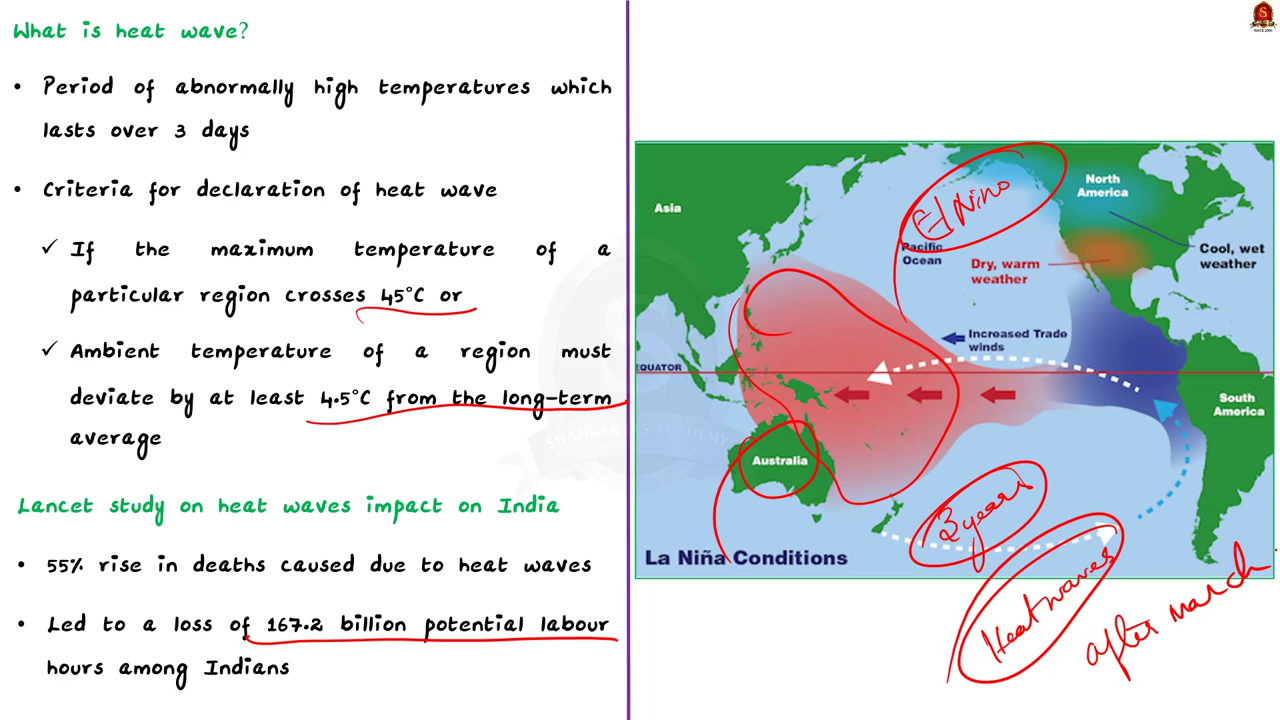 What is heat wave?
• Period of abnormally high temperatures which
lasts over 3 days
• Criteria for declaration of heat wave
✓ If the maximum temperature of a
particular region crosses 45°C or
✓ Ambient temperature of a region must
deviate by at least 4.5°C from the long-term
average
Lancet study on heat waves impact on India
• 55% rise in deaths caused due to heat waves
• Led to a loss of 167.2 billion potential labour
hours among Indians
Asia
North
America
El Nino
Pacific
Ocean
Cool, wet
weather
Dry, warm
weather
Increased Trade
winds
EQUATOR
South
America
Australia
3 years
La Niña Conditions
Heatwaves
after march
SHANKAR IAS ACADEMY